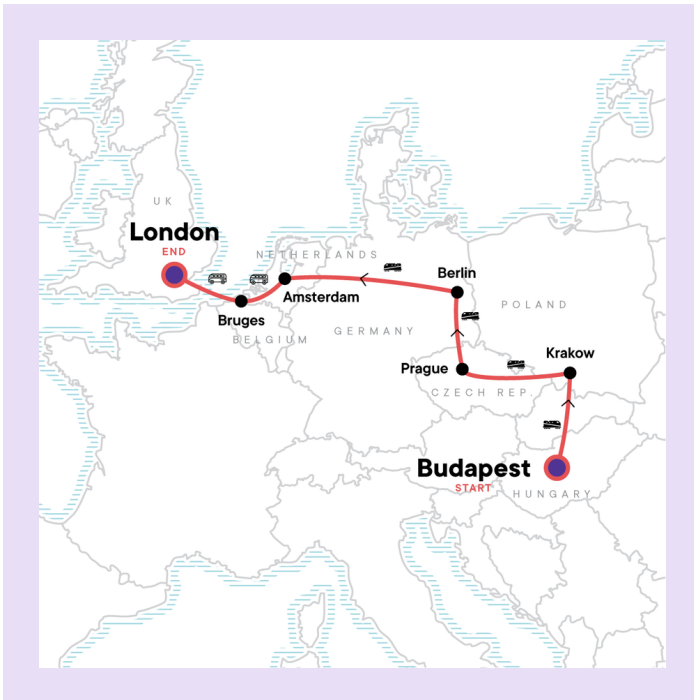 UK
London
END
NETHERLANDS
Berlin
Amsterdam
POLAND
Bruges
GERMANY
BELGIUM
Krakow
Prague
CZECH REP.
Budapest
START
HUNGARY